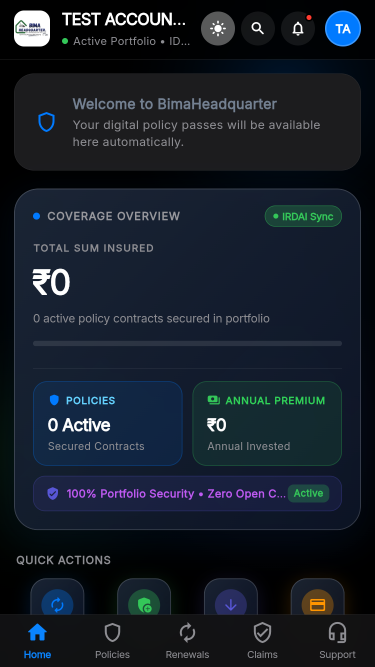 BIMA
HEADQUARTER
TEST ACCOUN...
Active Portfolio • ID...
TA
Welcome to BimaHeadquarter
Your digital policy passes will be available
here automatically.
COVERAGE OVERVIEW
IRDAI Sync
TOTAL SUM INSURED
₹0
0 active policy contracts secured in portfolio
POLICIES
0 Active
Secured Contracts
ANNUAL PREMIUM
₹0
Annual Invested
100% Portfolio Security • Zero Open C...
Active
QUICK ACTIONS
Home
Policies
Renewals
Claims
Support